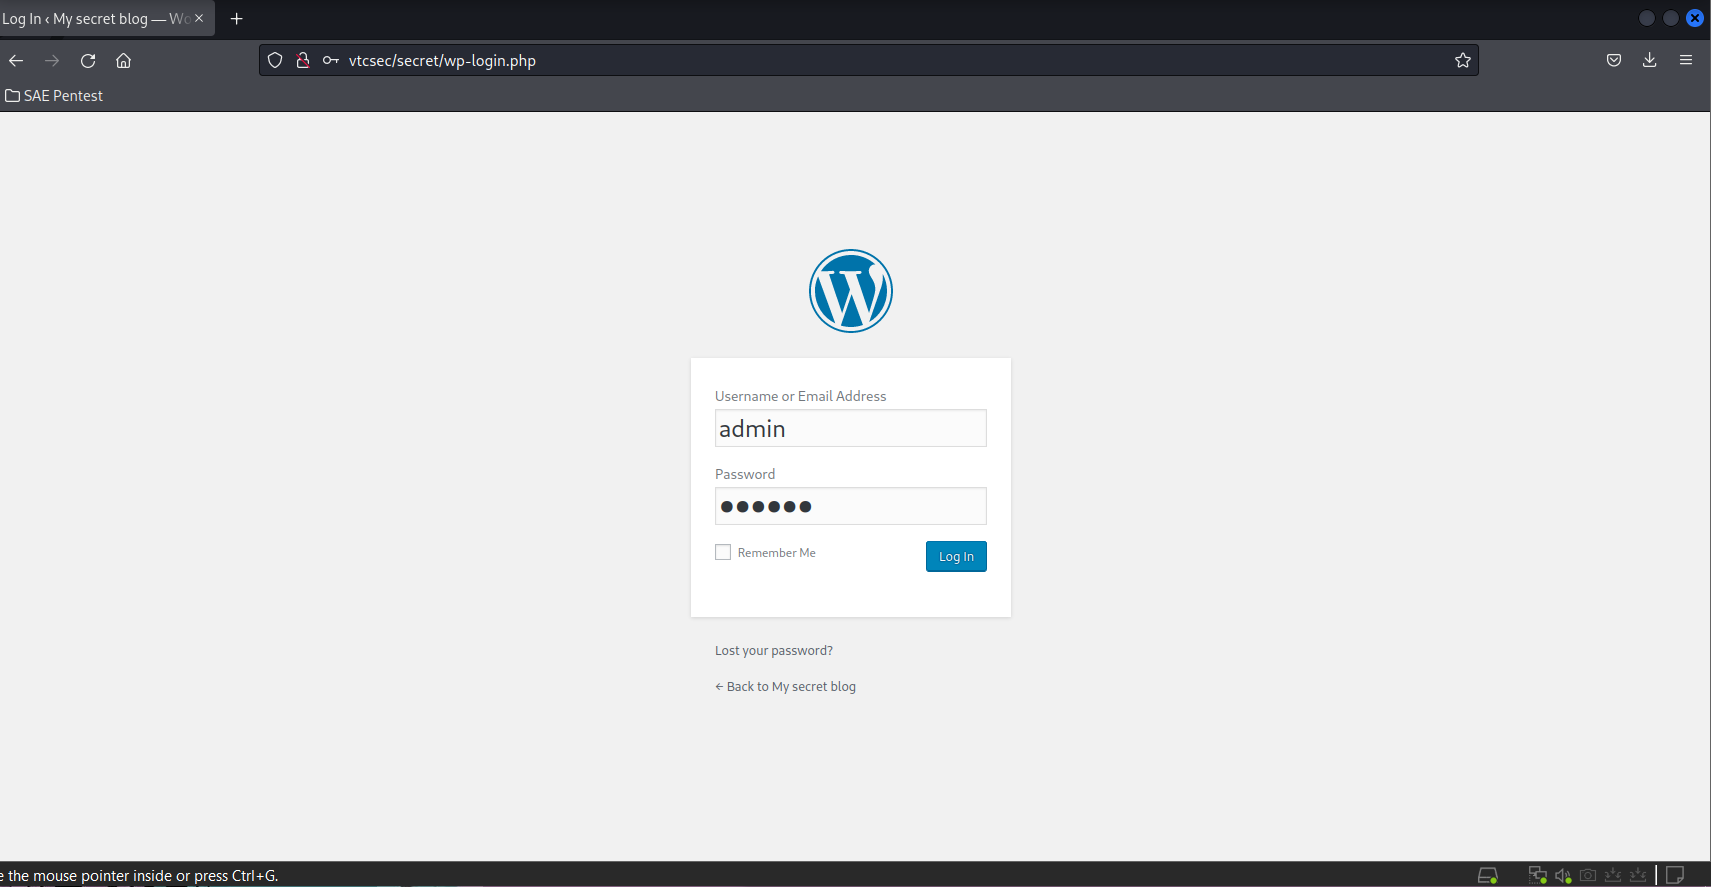 Log In ‹ My secret blog — Wo
vtcsec/secret/wp-login.php
SAE Pentest
W
Username or Email Address
admin
Password
Remember Me
Log In
Lost your password?
← Back to My secret blog
e the mouse pointer inside or press Ctrl+G.